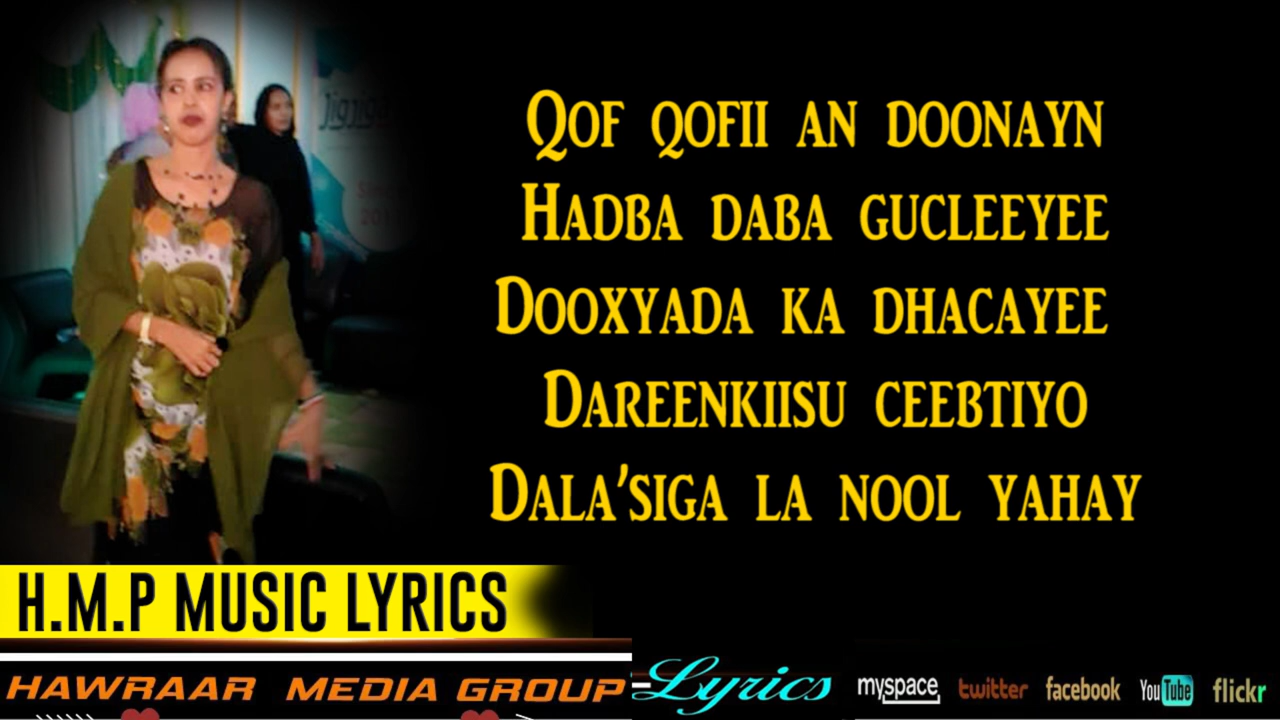 Qof qofii an doonayn
Hadba daba gucleeyee
Dooxyada ka dhacayee
Dareenkiisu ceebtiyo
Dala'siga la nool yahay
H.M.P MUSIC LYRICS
HAWRAAR MEDIA GROUP
Lyrics
myspace twitter facebook YouTube flickr